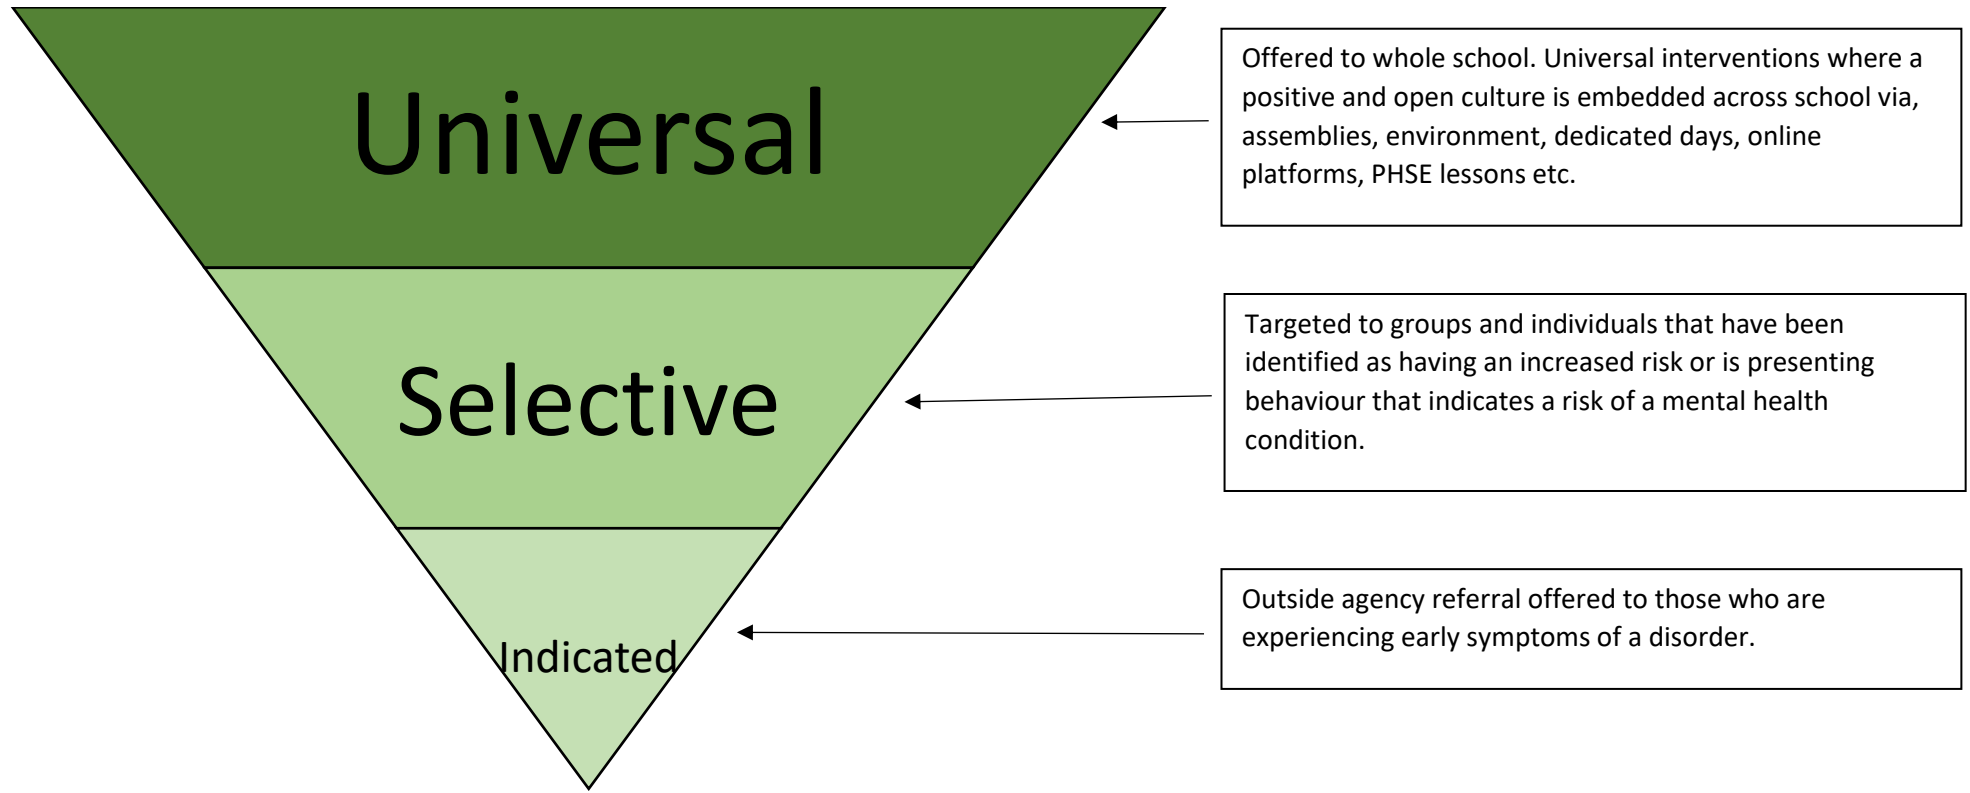 Universal
Offered to whole school. Universal interventions where a
positive and open culture is embedded across school via,
assemblies, environment, dedicated days, online
platforms, PHSE lessons etc.
Selective
Targeted to groups and individuals that have been
identified as having an increased risk or is presenting
behaviour that indicates a risk of a mental health
condition.
Indicated
Outside agency referral offered to those who are
experiencing early symptoms of a disorder.